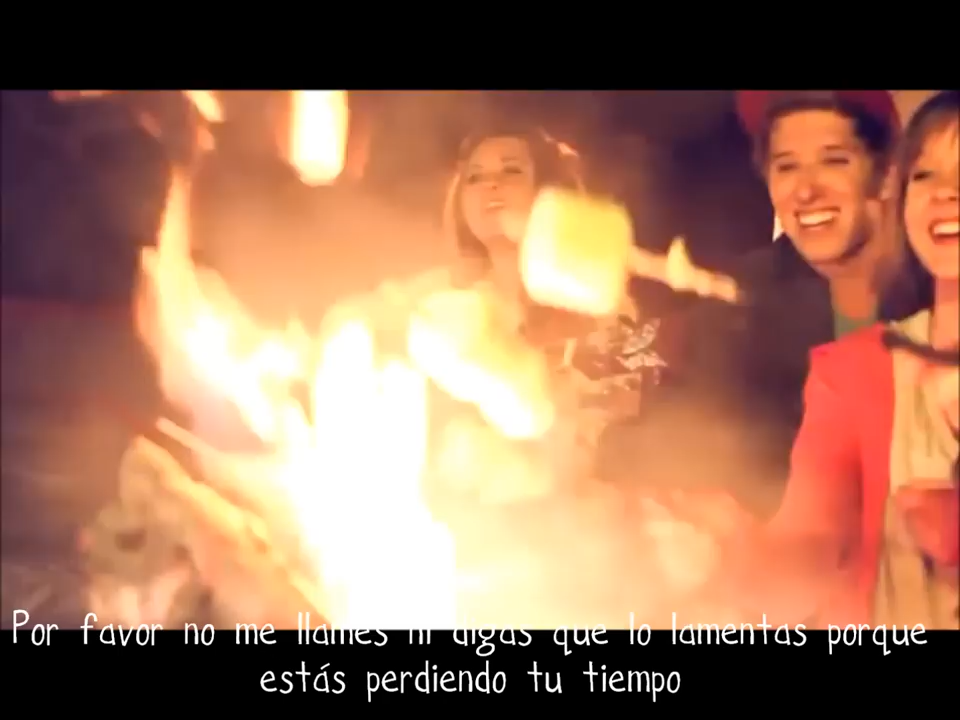 Por favor no me llames ni digas que lo lamentas porque
estás perdiendo tu tiempo